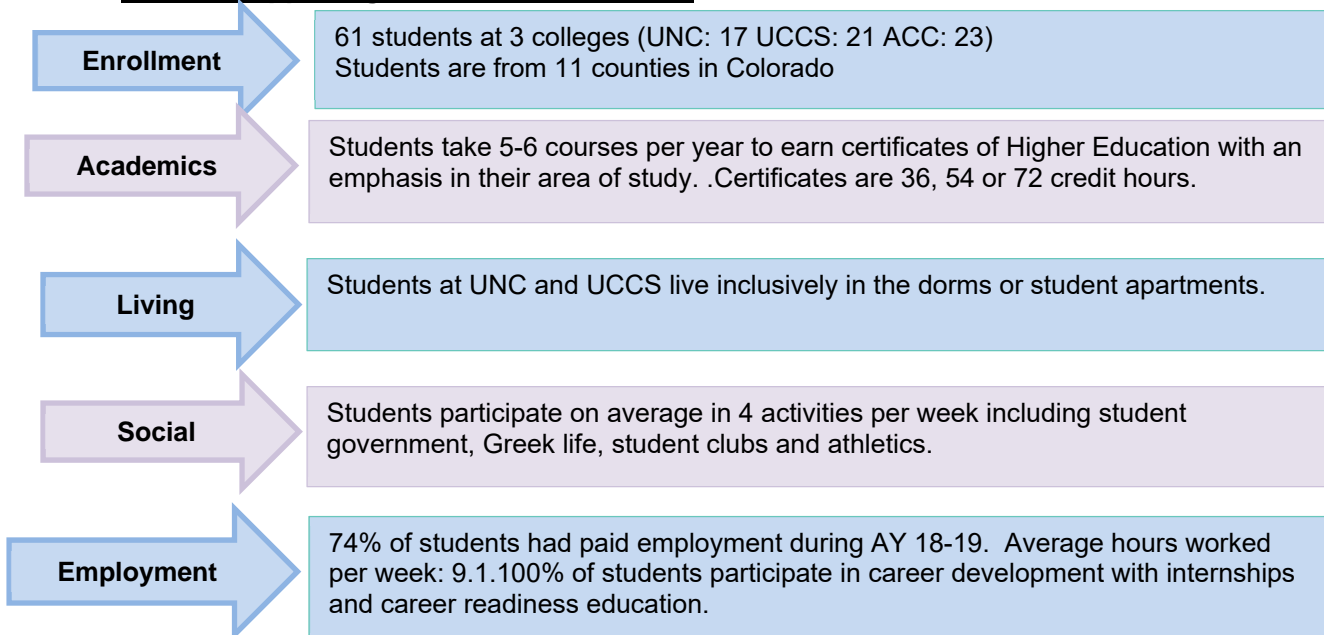 Enrollment
61 students at 3 colleges (UNC: 17 UCCS: 21 ACC: 23)
Students are from 11 counties in Colorado
Academics
Students take 5-6 courses per year to earn certificates of Higher Education with an
emphasis in their area of study. .Certificates are 36, 54 or 72 credit hours.
Living
Students at UNC and UCCS live inclusively in the dorms or student apartments.
Social
Students participate on average in 4 activities per week including student
government, Greek life, student clubs and athletics.
Employment
74% of students had paid employment during AY 18-19.  Average hours worked
per week: 9.1.100% of students participate in career development with internships
and career readiness education.